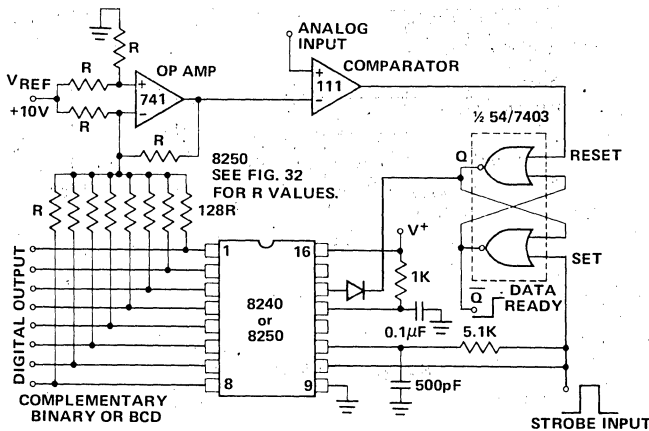 ANALOG
INPUT
R
OP AMP
COMPARATOR
VREF
+10V
R
R
+
-
741
+
-
111
½ 54/7403
R
8250
SEE FIG. 32
FOR R VALUES.
Q
RESET
R
128R
V+
SET
1
16
1K
DIGITAL OUTPUT
8240
or
8250
Q̅
DATA
READY
0.1µF
5.1K
8
9
500pF
COMPLEMENTARY
BINARY OR BCD
STROBE INPUT